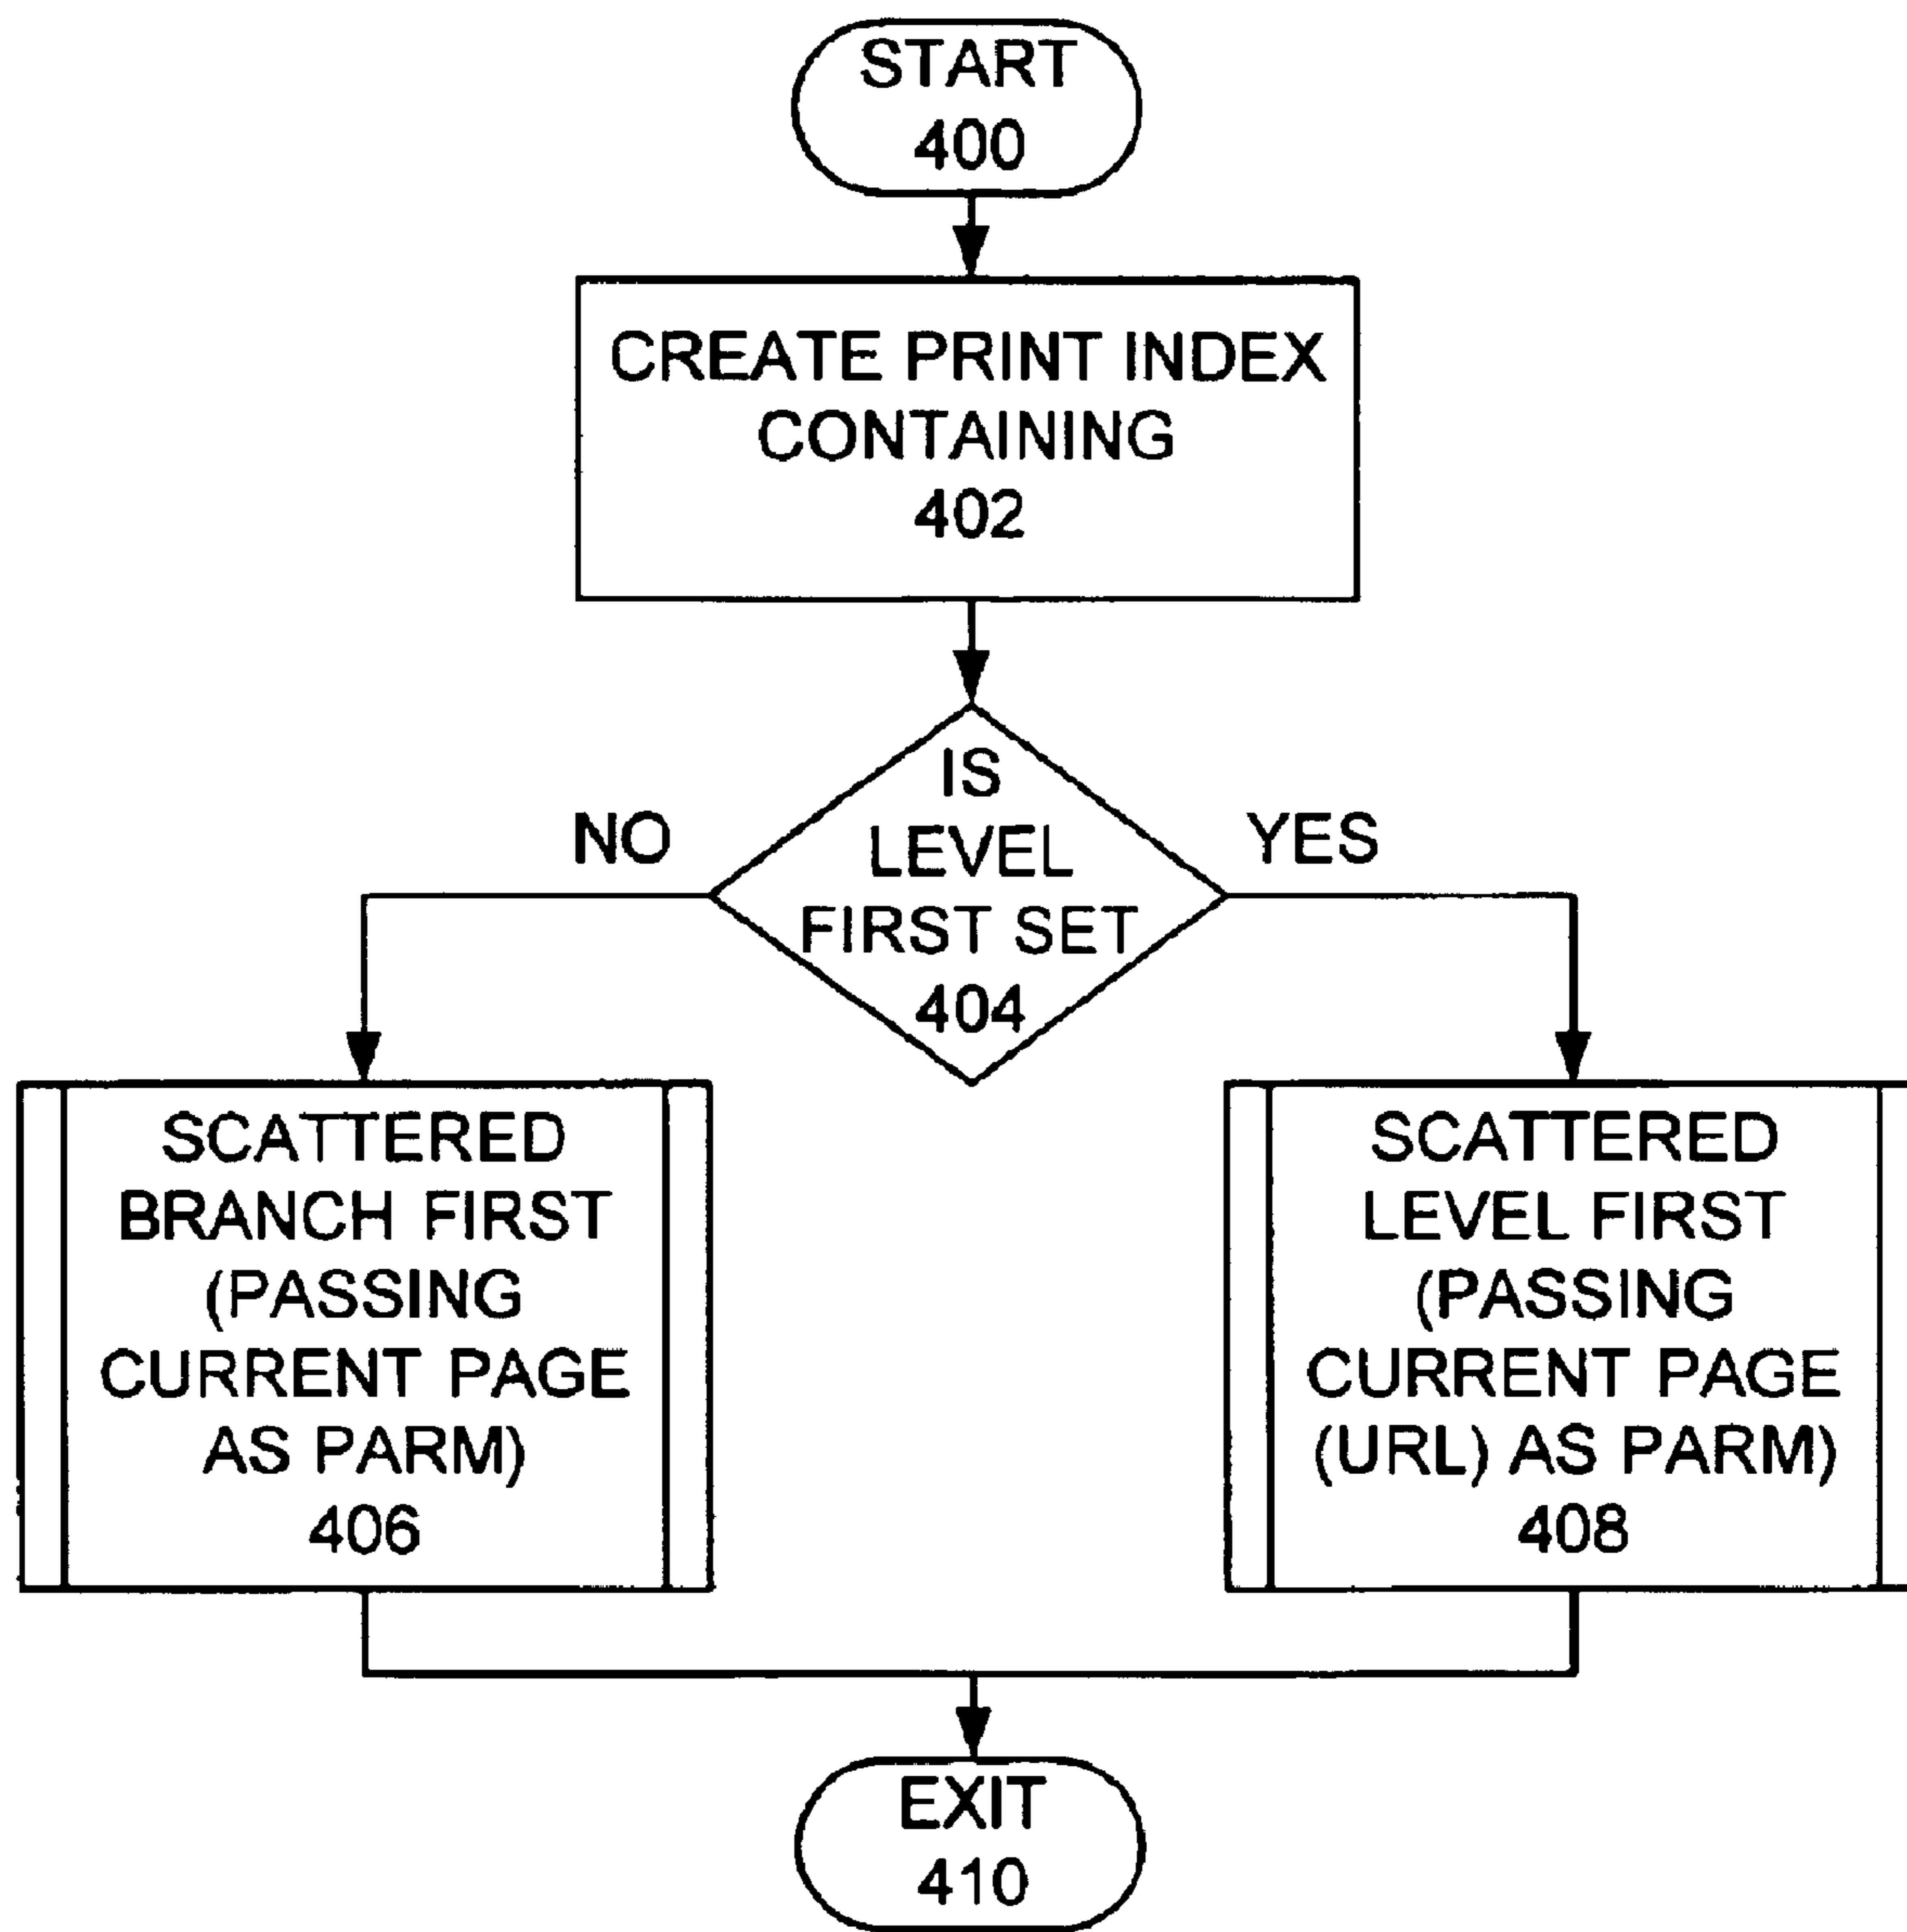 START
400
CREATE PRINT INDEX
CONTAINING
402
IS
LEVEL
FIRST SET
404
NO
YES
SCATTERED
BRANCH FIRST
(PASSING
CURRENT PAGE
AS PARM)
406
SCATTERED
LEVEL FIRST
(PASSING
CURRENT PAGE
(URL) AS PARM)
408
EXIT
410